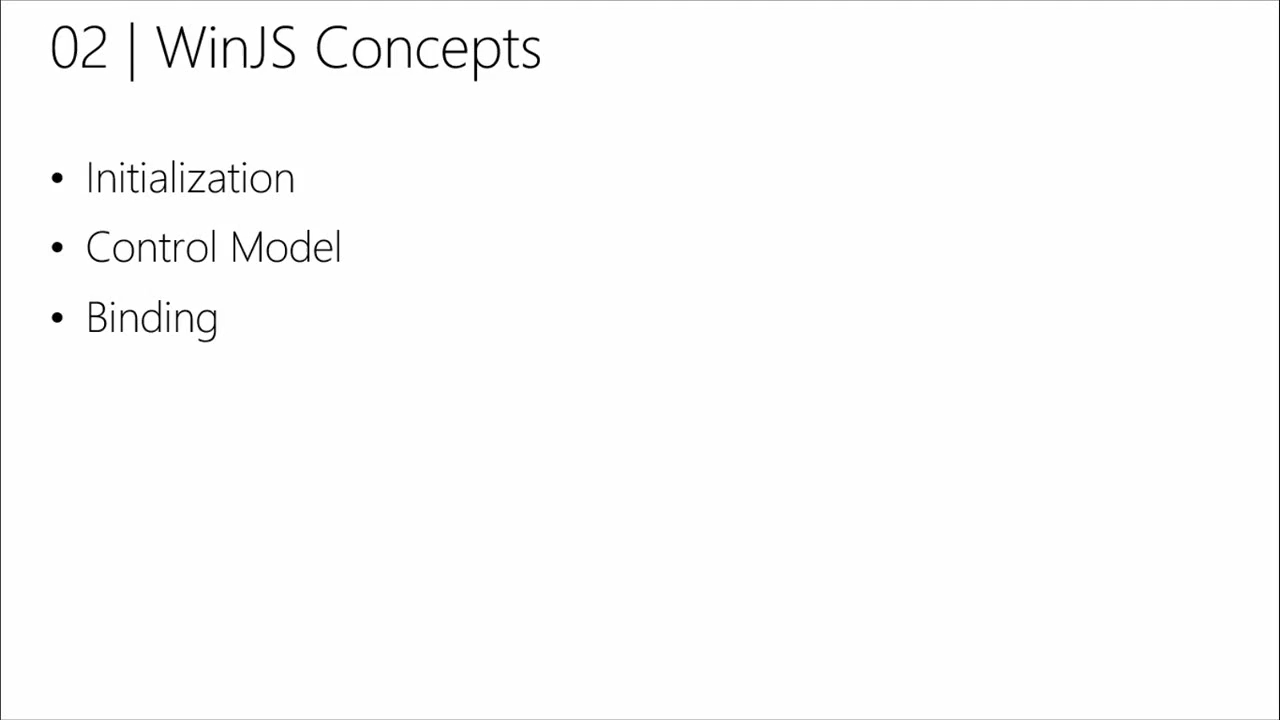 02 | WinJS Concepts
• Initialization
• Control Model
• Binding